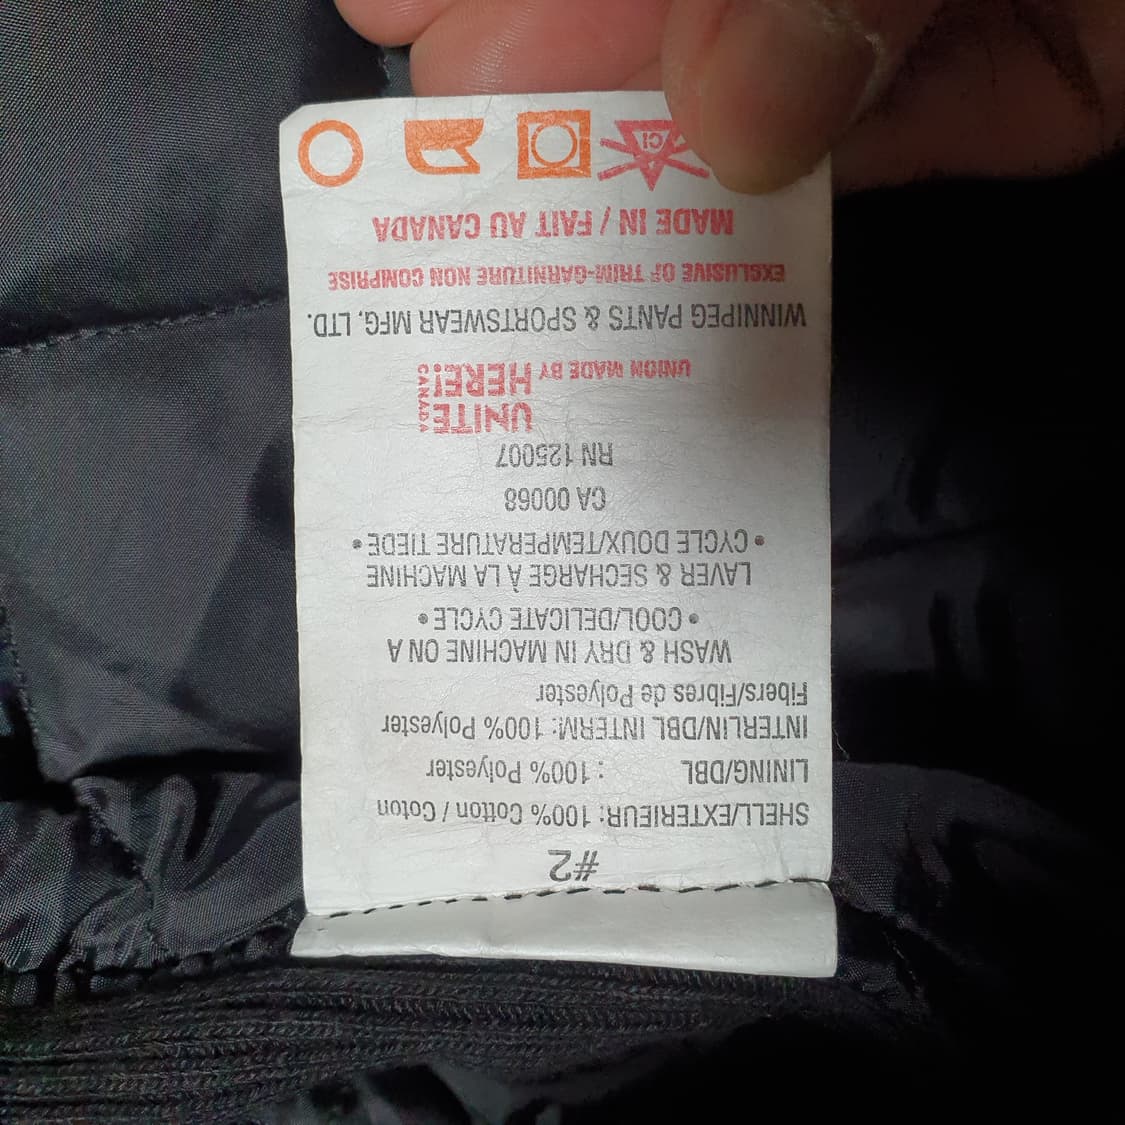 #2
SHELL/EXTERIEUR: 100% Cotton / Coton
LINING/DBL : 100% Polyester
INTERLIN/DBL INTERM: 100% Polyester
Fibers/Fibres de Polyester
WASH & DRY IN MACHINE ON A
• COOL/DELICATE CYCLE •
LAVER & SECHARGE À LA MACHINE
• CYCLE DOUX/TEMPERATURE TIEDE •
CA 00068
RN 125007
UNION MADE BY UNITE HERE! CANADA
WINNIPEG PANTS & SPORTSWEAR MFG. LTD.
EXCLUSIVE OF TRIM-GARNITURE NON COMPRISE
MADE IN / FAIT AU CANADA
Cl